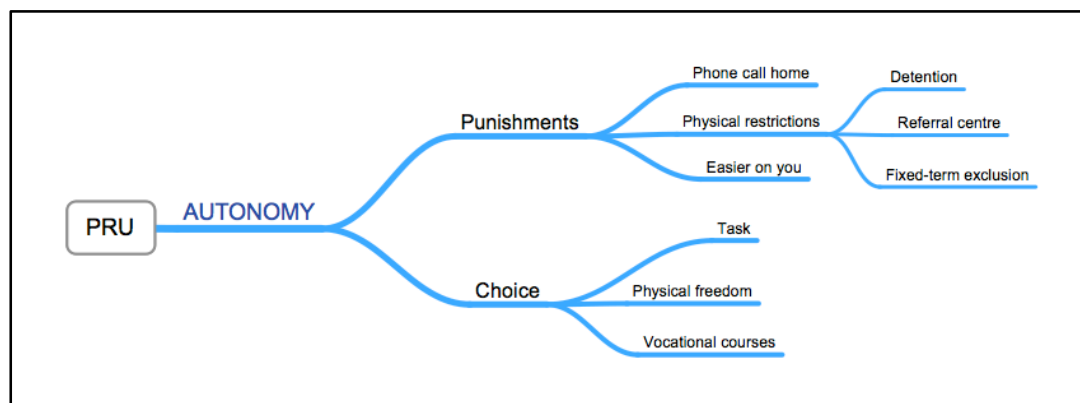 PRU
AUTONOMY
Punishments
Phone call home
Physical restrictions
Detention
Referral centre
Fixed-term exclusion
Easier on you
Choice
Task
Physical freedom
Vocational courses